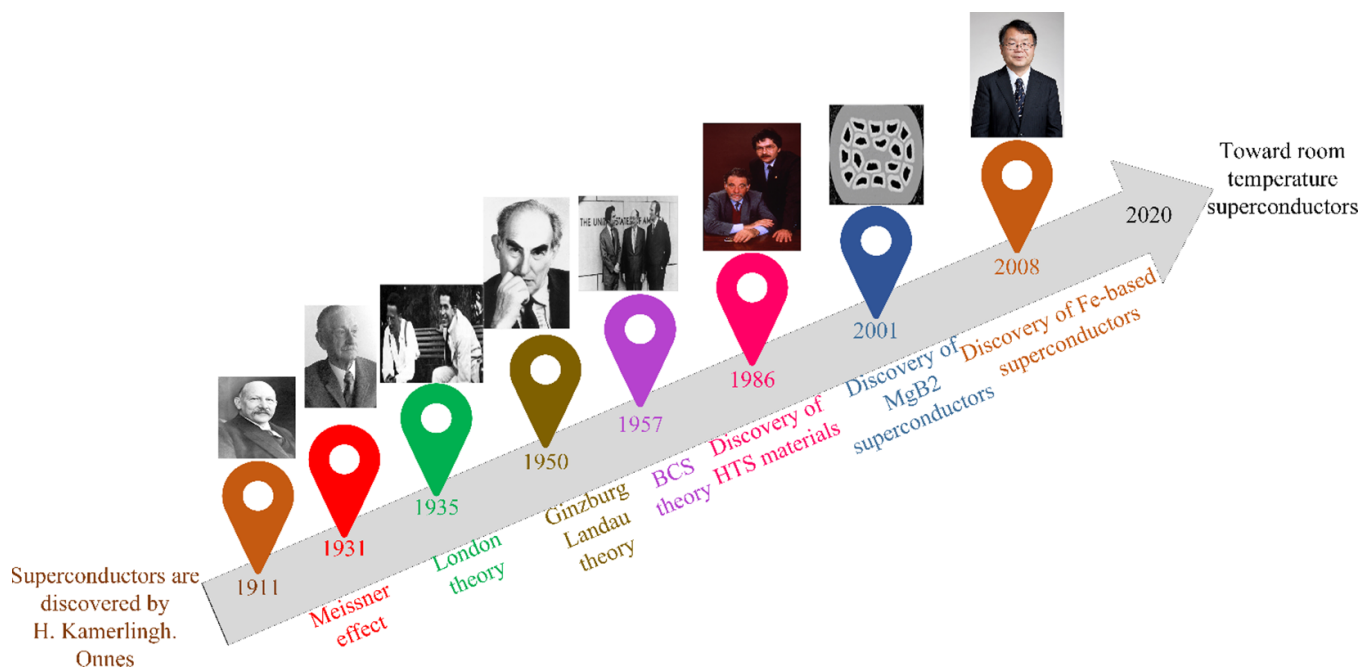 Superconductors are
discovered by
H. Kamerlingh.
Onnes
1911
1931
Meissner
effect
1935
London
theory
1950
Ginzburg
Landau
theory
THE UNITED STATES OF AM
1957
BCS
theory
1986
Discovery of
HTS materials
2001
Discovery of
MgB2
superconductors
2008
Discovery of Fe-based
superconductors
2020
Toward room
temperature
superconductors